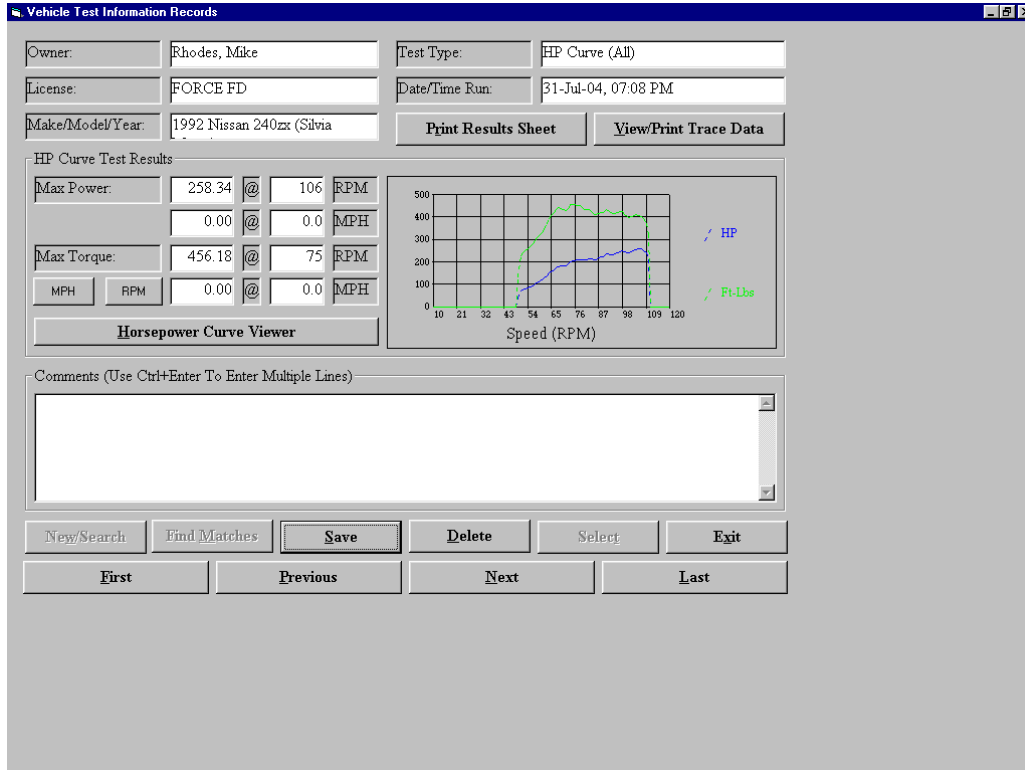 Vehicle Test Information Records
Owner: Rhodes, Mike Test Type: HP Curve (All)
License: FORCE FD Date/Time Run: 31-Jul-04, 07:08 PM
Make/Model/Year: 1992 Nissan 240zx (Silvia
Print Results Sheet View/Print Trace Data
HP Curve Test Results
Max Power: 258.34 @ 106 RPM
0.00 @ 0.0 MPH
Max Torque: 456.18 @ 75 RPM
MPH RPM 0.00 @ 0.0 MPH
Horsepower Curve Viewer
500
400
300
200
100
0
10 21 32 43 54 65 76 87 98 109 120
Speed (RPM)
HP
Ft-Lbs
Comments (Use Ctrl+Enter To Enter Multiple Lines)
New/Search Find Matches Save Delete Select Exit
First Previous Next Last